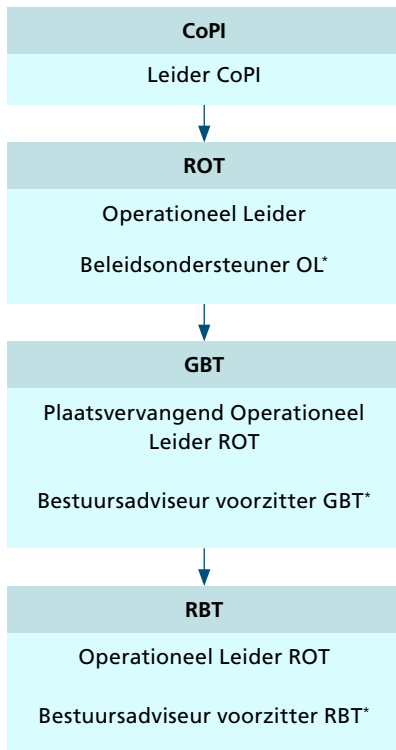 CoPI
Leider CoPI
ROT
Operationeel Leider
Beleidsondersteuner OL*
GBT
Plaatsvervangend Operationeel
Leider ROT
Bestuursadviseur voorzitter GBT*
RBT
Operationeel Leider ROT
Bestuursadviseur voorzitter RBT*